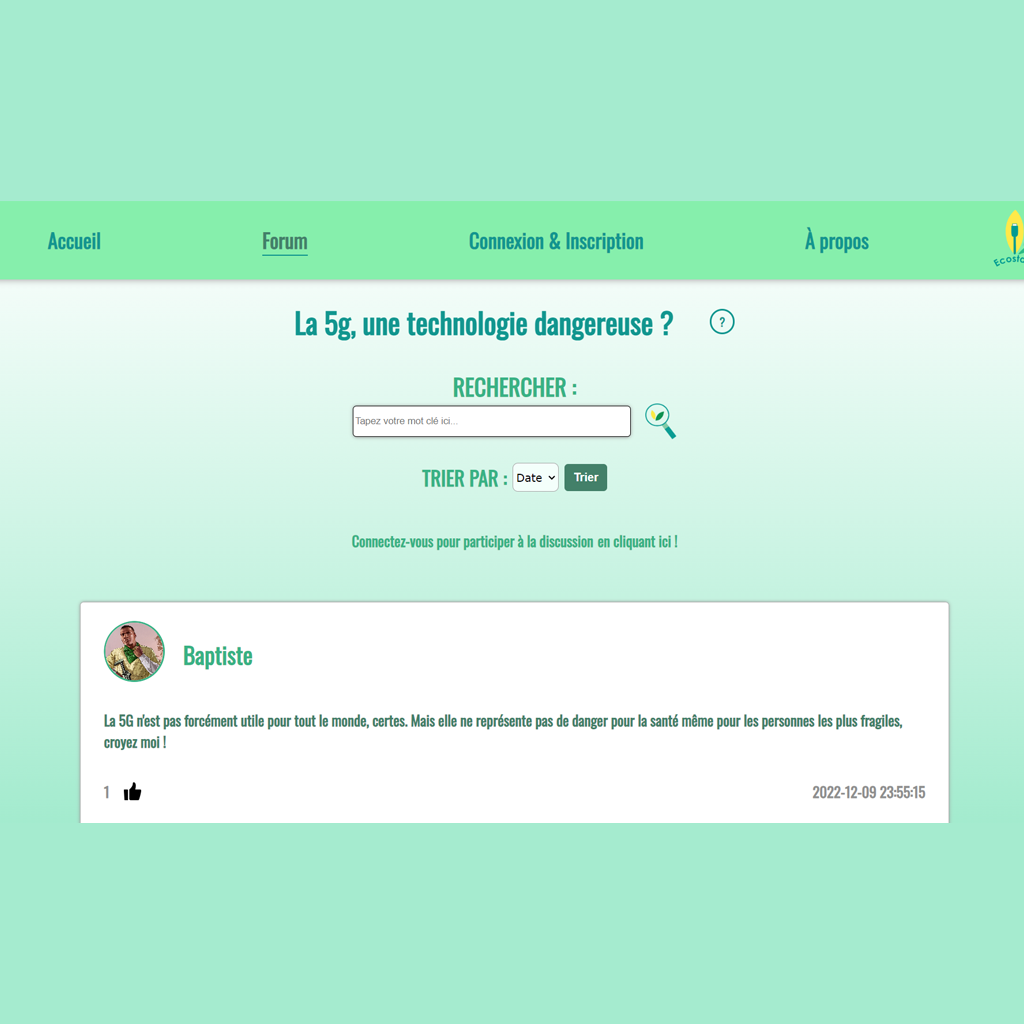 Accueil
Forum
Connexion & Inscription
À propos
La 5g, une technologie dangereuse ?
?
RECHERCHER :
Tapez votre mot clé ici...
TRIER PAR :
Date
Trier
Connectez-vous pour participer à la discussion en cliquant ici !
Baptiste
La 5G n'est pas forcément utile pour tout le monde, certes. Mais elle ne représente pas de danger pour la santé même pour les personnes les plus fragiles,
croyez moi !
1
2022-12-09 23:55:15